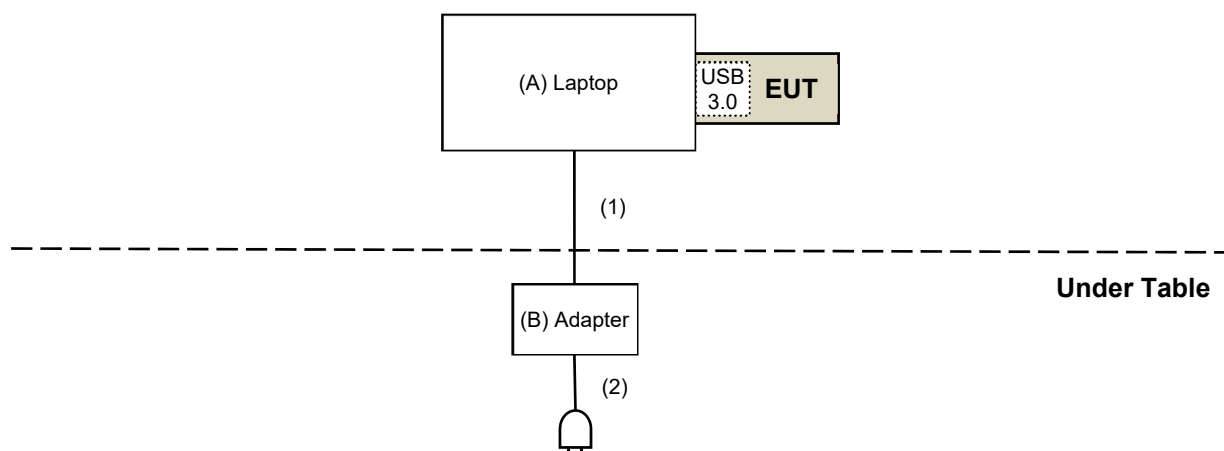 (A) Laptop
USB
3.0
EUT
(1)
Under Table
(B) Adapter
(2)